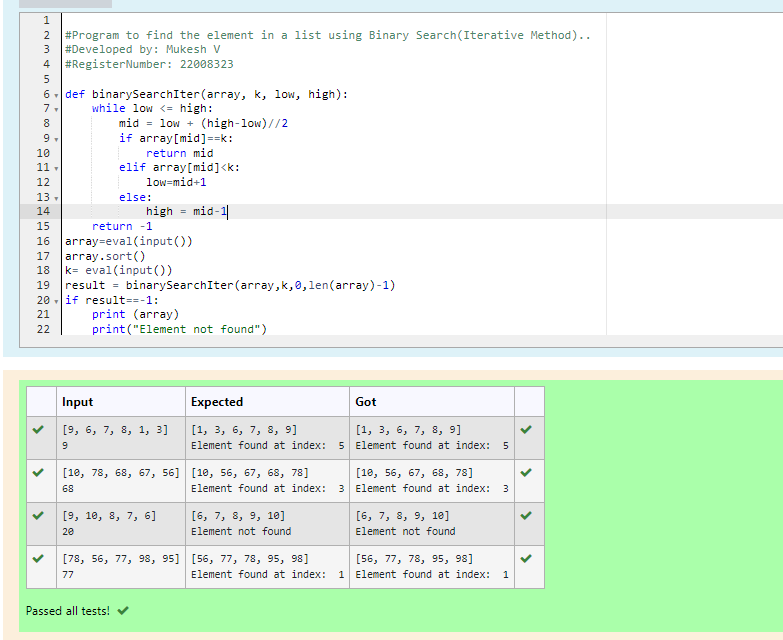 1
2 #Program to find the element in a list using Binary Search(Iterative Method)..
3 #Developed by: Mukesh V
4 #RegisterNumber: 22008323
5
6 def binarySearchIter(array, k, low, high):
7     while low <= high:
8         mid = low + (high-low)//2
9         if array[mid]==k:
10             return mid
11         elif array[mid]<k:
12             low=mid+1
13         else:
14             high = mid-1
15     return -1
16 array=eval(input())
17 array.sort()
18 k= eval(input())
19 result = binarySearchIter(array,k,0,len(array)-1)
20 if result==-1:
21     print (array)
22     print("Element not found")
Input Expected Got
[9, 6, 7, 8, 1, 3] [1, 3, 6, 7, 8, 9] [1, 3, 6, 7, 8, 9]
9 Element found at index:  5 Element found at index:  5
[10, 78, 68, 67, 56] [10, 56, 67, 68, 78] [10, 56, 67, 68, 78]
68 Element found at index:  3 Element found at index:  3
[9, 10, 8, 7, 6] [6, 7, 8, 9, 10] [6, 7, 8, 9, 10]
20 Element not found Element not found
[78, 56, 77, 98, 95] [56, 77, 78, 95, 98] [56, 77, 78, 95, 98]
77 Element found at index:  1 Element found at index:  1
Passed all tests!